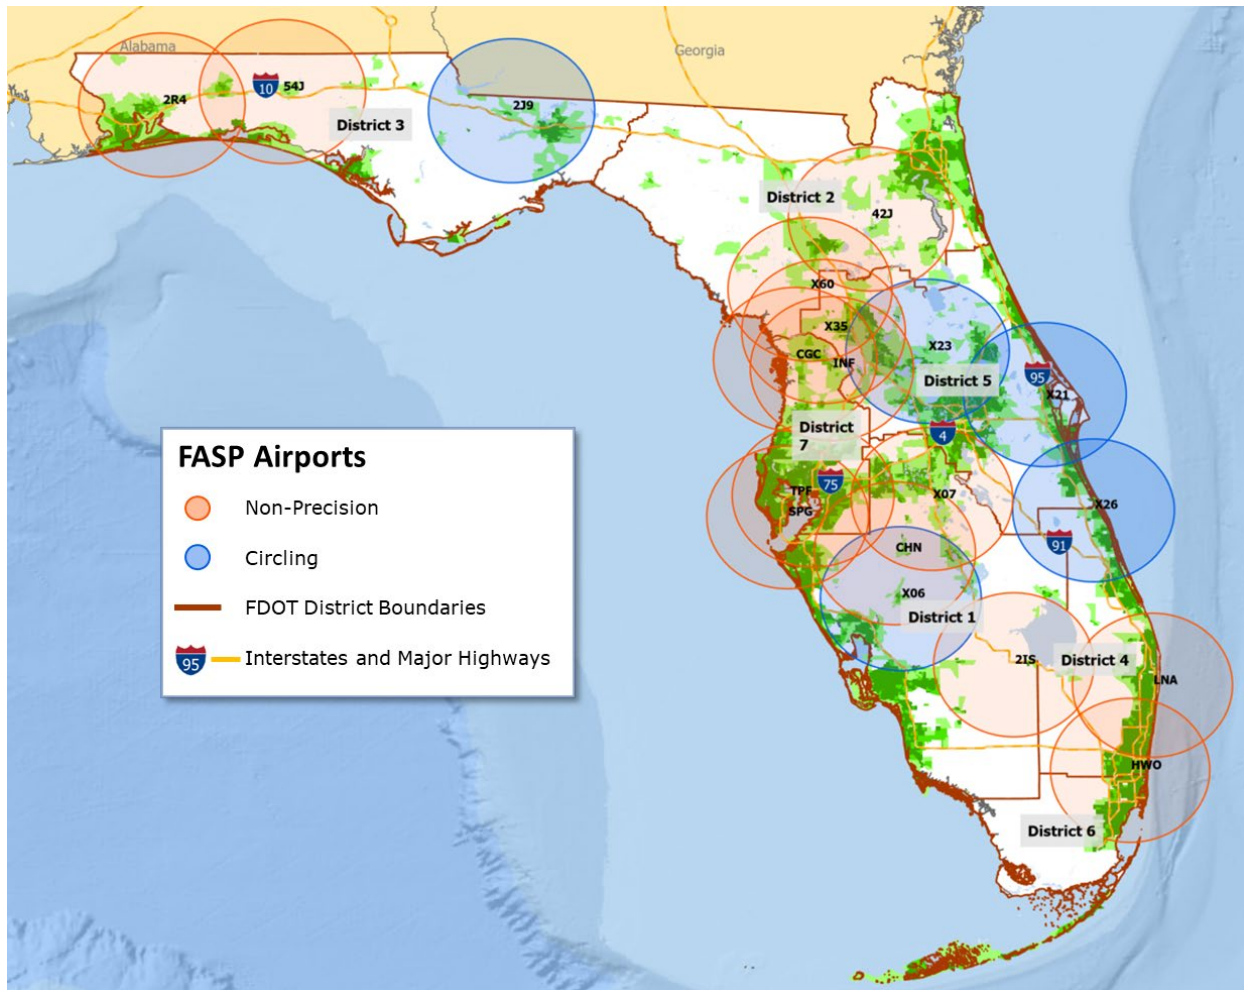 Alabama
Georgia
10
54J
2R4
2J9
District 3
District 2
42J
X60
X35
X23
CGC
INF
95
District 5
X21
District
7
4
75
TPF
X07
SPG
X26
91
CHN
X06
District 1
2IS
District 4
LNA
HWO
District 6
FASP Airports
Non-Precision
Circling
FDOT District Boundaries
95
Interstates and Major Highways